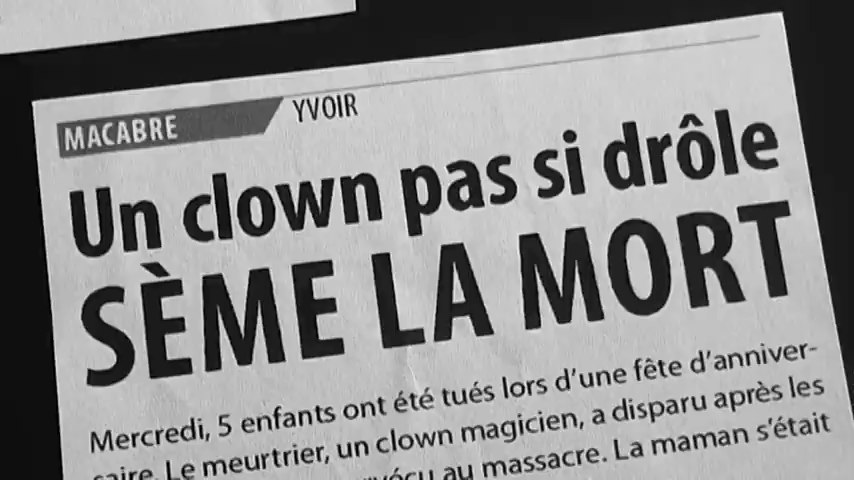 MACABRE YVOIR
Un clown pas si drôle
SÈME LA MORT
Mercredi, 5 enfants ont été tués lors d'une fête d'anniver-
saire. Le meurtrier, un clown magicien, a disparu après les
au massacre. La maman s'était